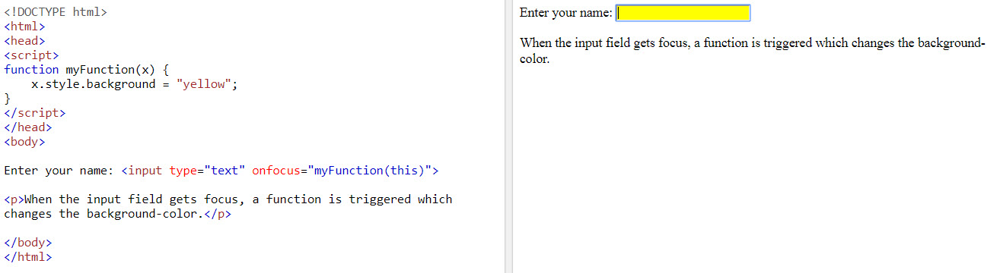 <!DOCTYPE html>
<html>
<head>
<script>
function myFunction(x) {
    x.style.background = "yellow";
}
</script>
</head>
<body>

Enter your name: <input type="text" onfocus="myFunction(this)">

<p>When the input field gets focus, a function is triggered which
changes the background-color.</p>

</body>
</html>
Enter your name:
When the input field gets focus, a function is triggered which changes the background-
color.